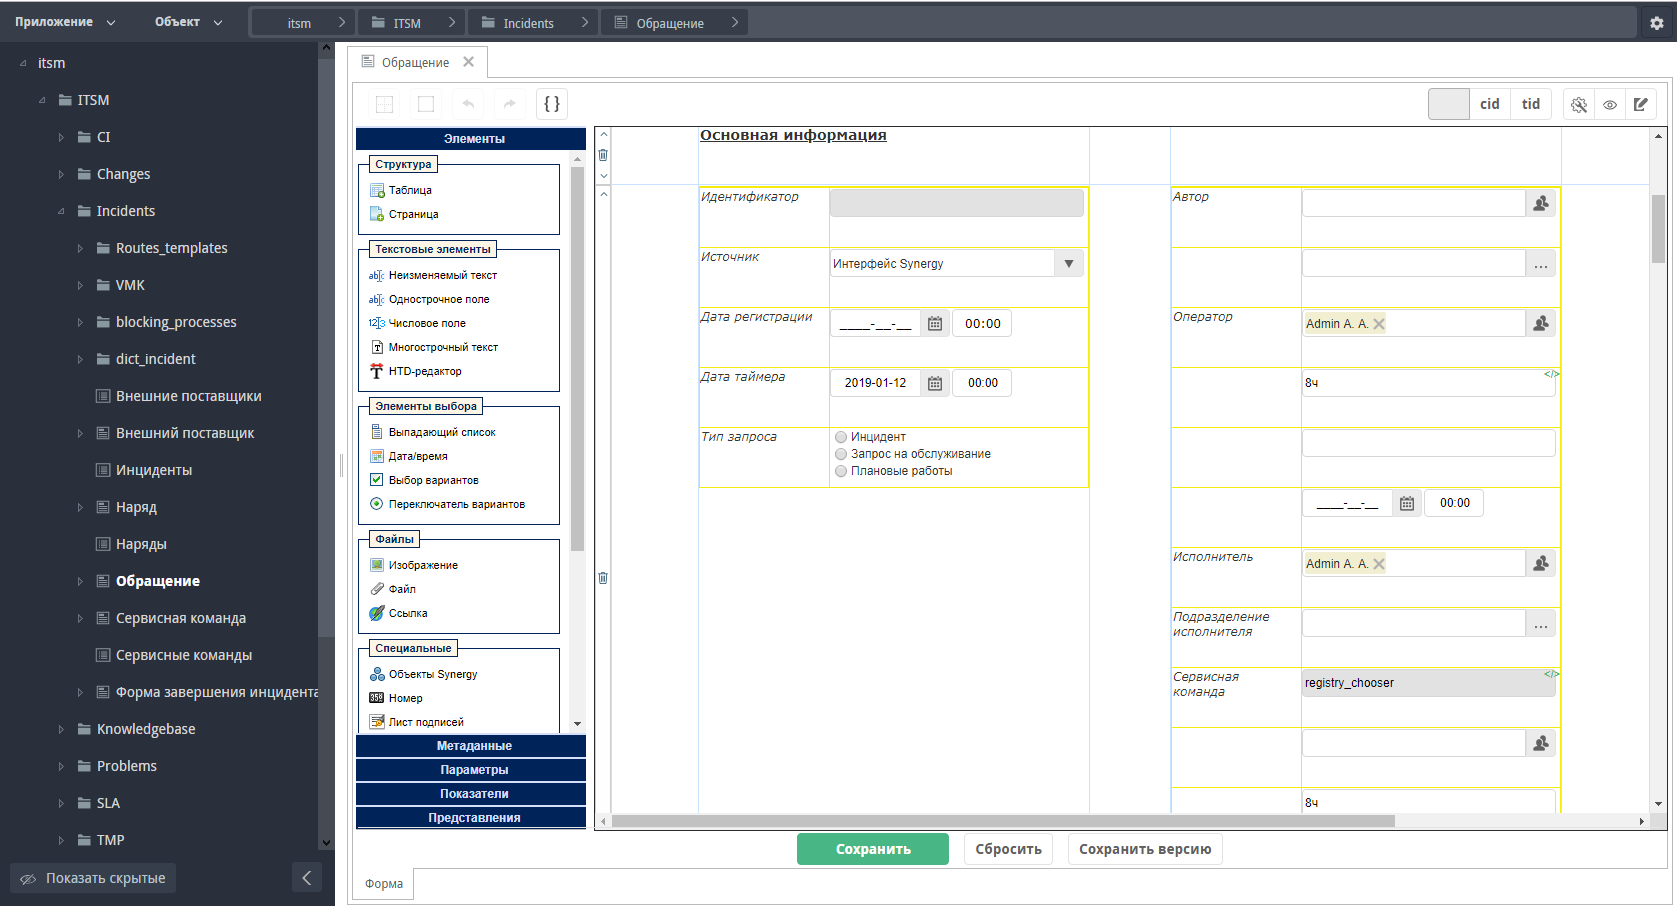 Приложение
Объект
itsm
ITSM
Incidents
Обращение
itsm
ITSM
CI
Changes
Incidents
Routes_templates
VMK
blocking_processes
dict_incident
Внешние поставщики
Внешний поставщик
Инциденты
Наряд
Наряды
Обращение
Сервисная команда
Сервисные команды
Форма завершения инцидента
Knowledgebase
Problems
SLA
TMP
Показать скрытые
Обращение
{ }
cid
tid
Элементы
Структура
Таблица
Страница
Текстовые элементы
Неизменяемый текст
Однострочное поле
Числовое поле
Многострочный текст
HTD-редактор
Элементы выбора
Выпадающий список
Дата/время
Выбор вариантов
Переключатель вариантов
Файлы
Изображение
Файл
Ссылка
Специальные
Объекты Synergy
Номер
Лист подписей
Метаданные
Параметры
Показатели
Представления
Основная информация
Идентификатор
Источник
Интерфейс Synergy
Дата регистрации
____-__-__
00:00
Дата таймера
2019-01-12
00:00
Тип запроса
Инцидент
Запрос на обслуживание
Плановые работы
Автор
...
Оператор
Admin A. A.
8ч
</>
____-__-__
00:00
Исполнитель
Admin A. A.
Подразделение
исполнителя
...
Сервисная
команда
registry_chooser
</>
8ч
Сохранить
Сбросить
Сохранить версию
Форма